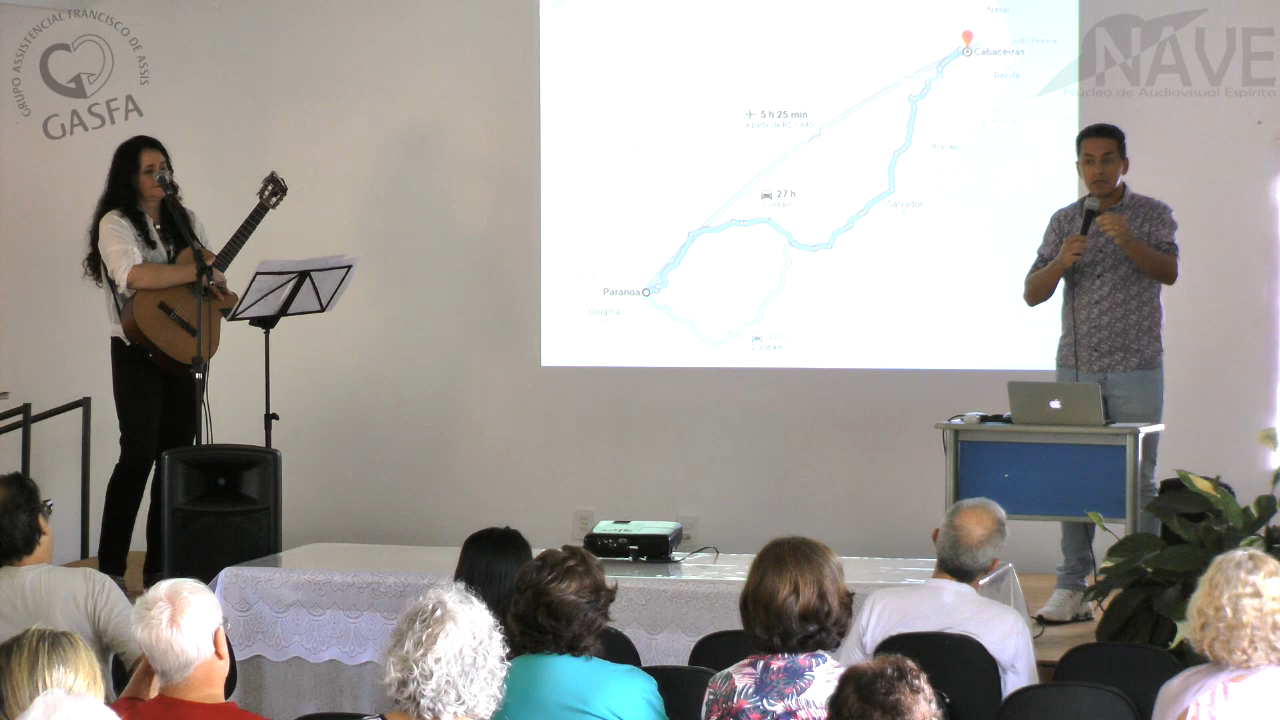 GRUPO ASSISTENCIAL FRANCISCO DE ASSIS
GASFA
NAVE
Núcleo de Audiovisual Espírita
Natal
Cabaceiras
Recife
5 h 25 min
27 h
Salvador
Paranoá
Goiânia